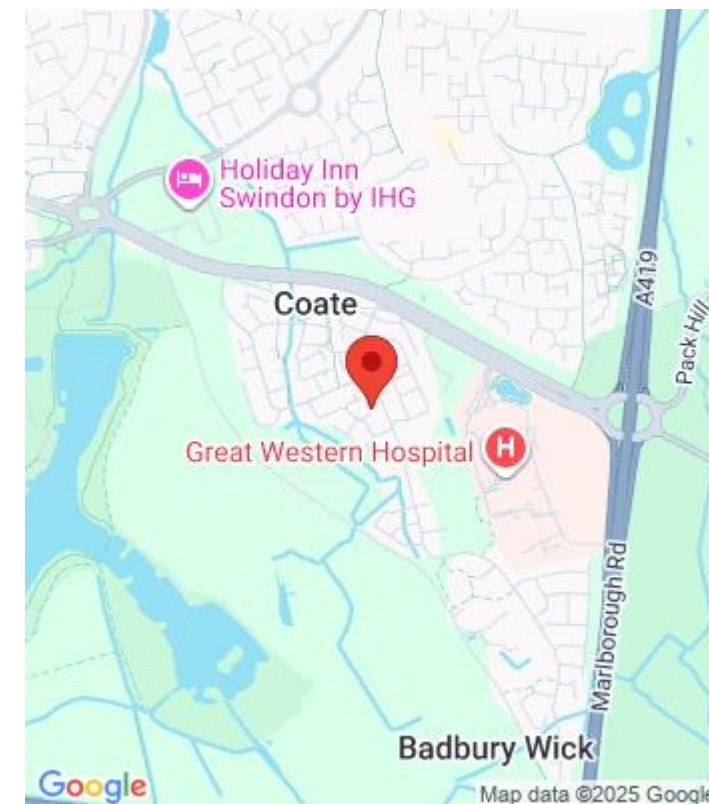 Holiday Inn
Swindon by IHG
A419
Coate
Pack Hill
Great Western Hospital
H
Marlborough Rd
Badbury Wick
Google
Map data ©2025 Google